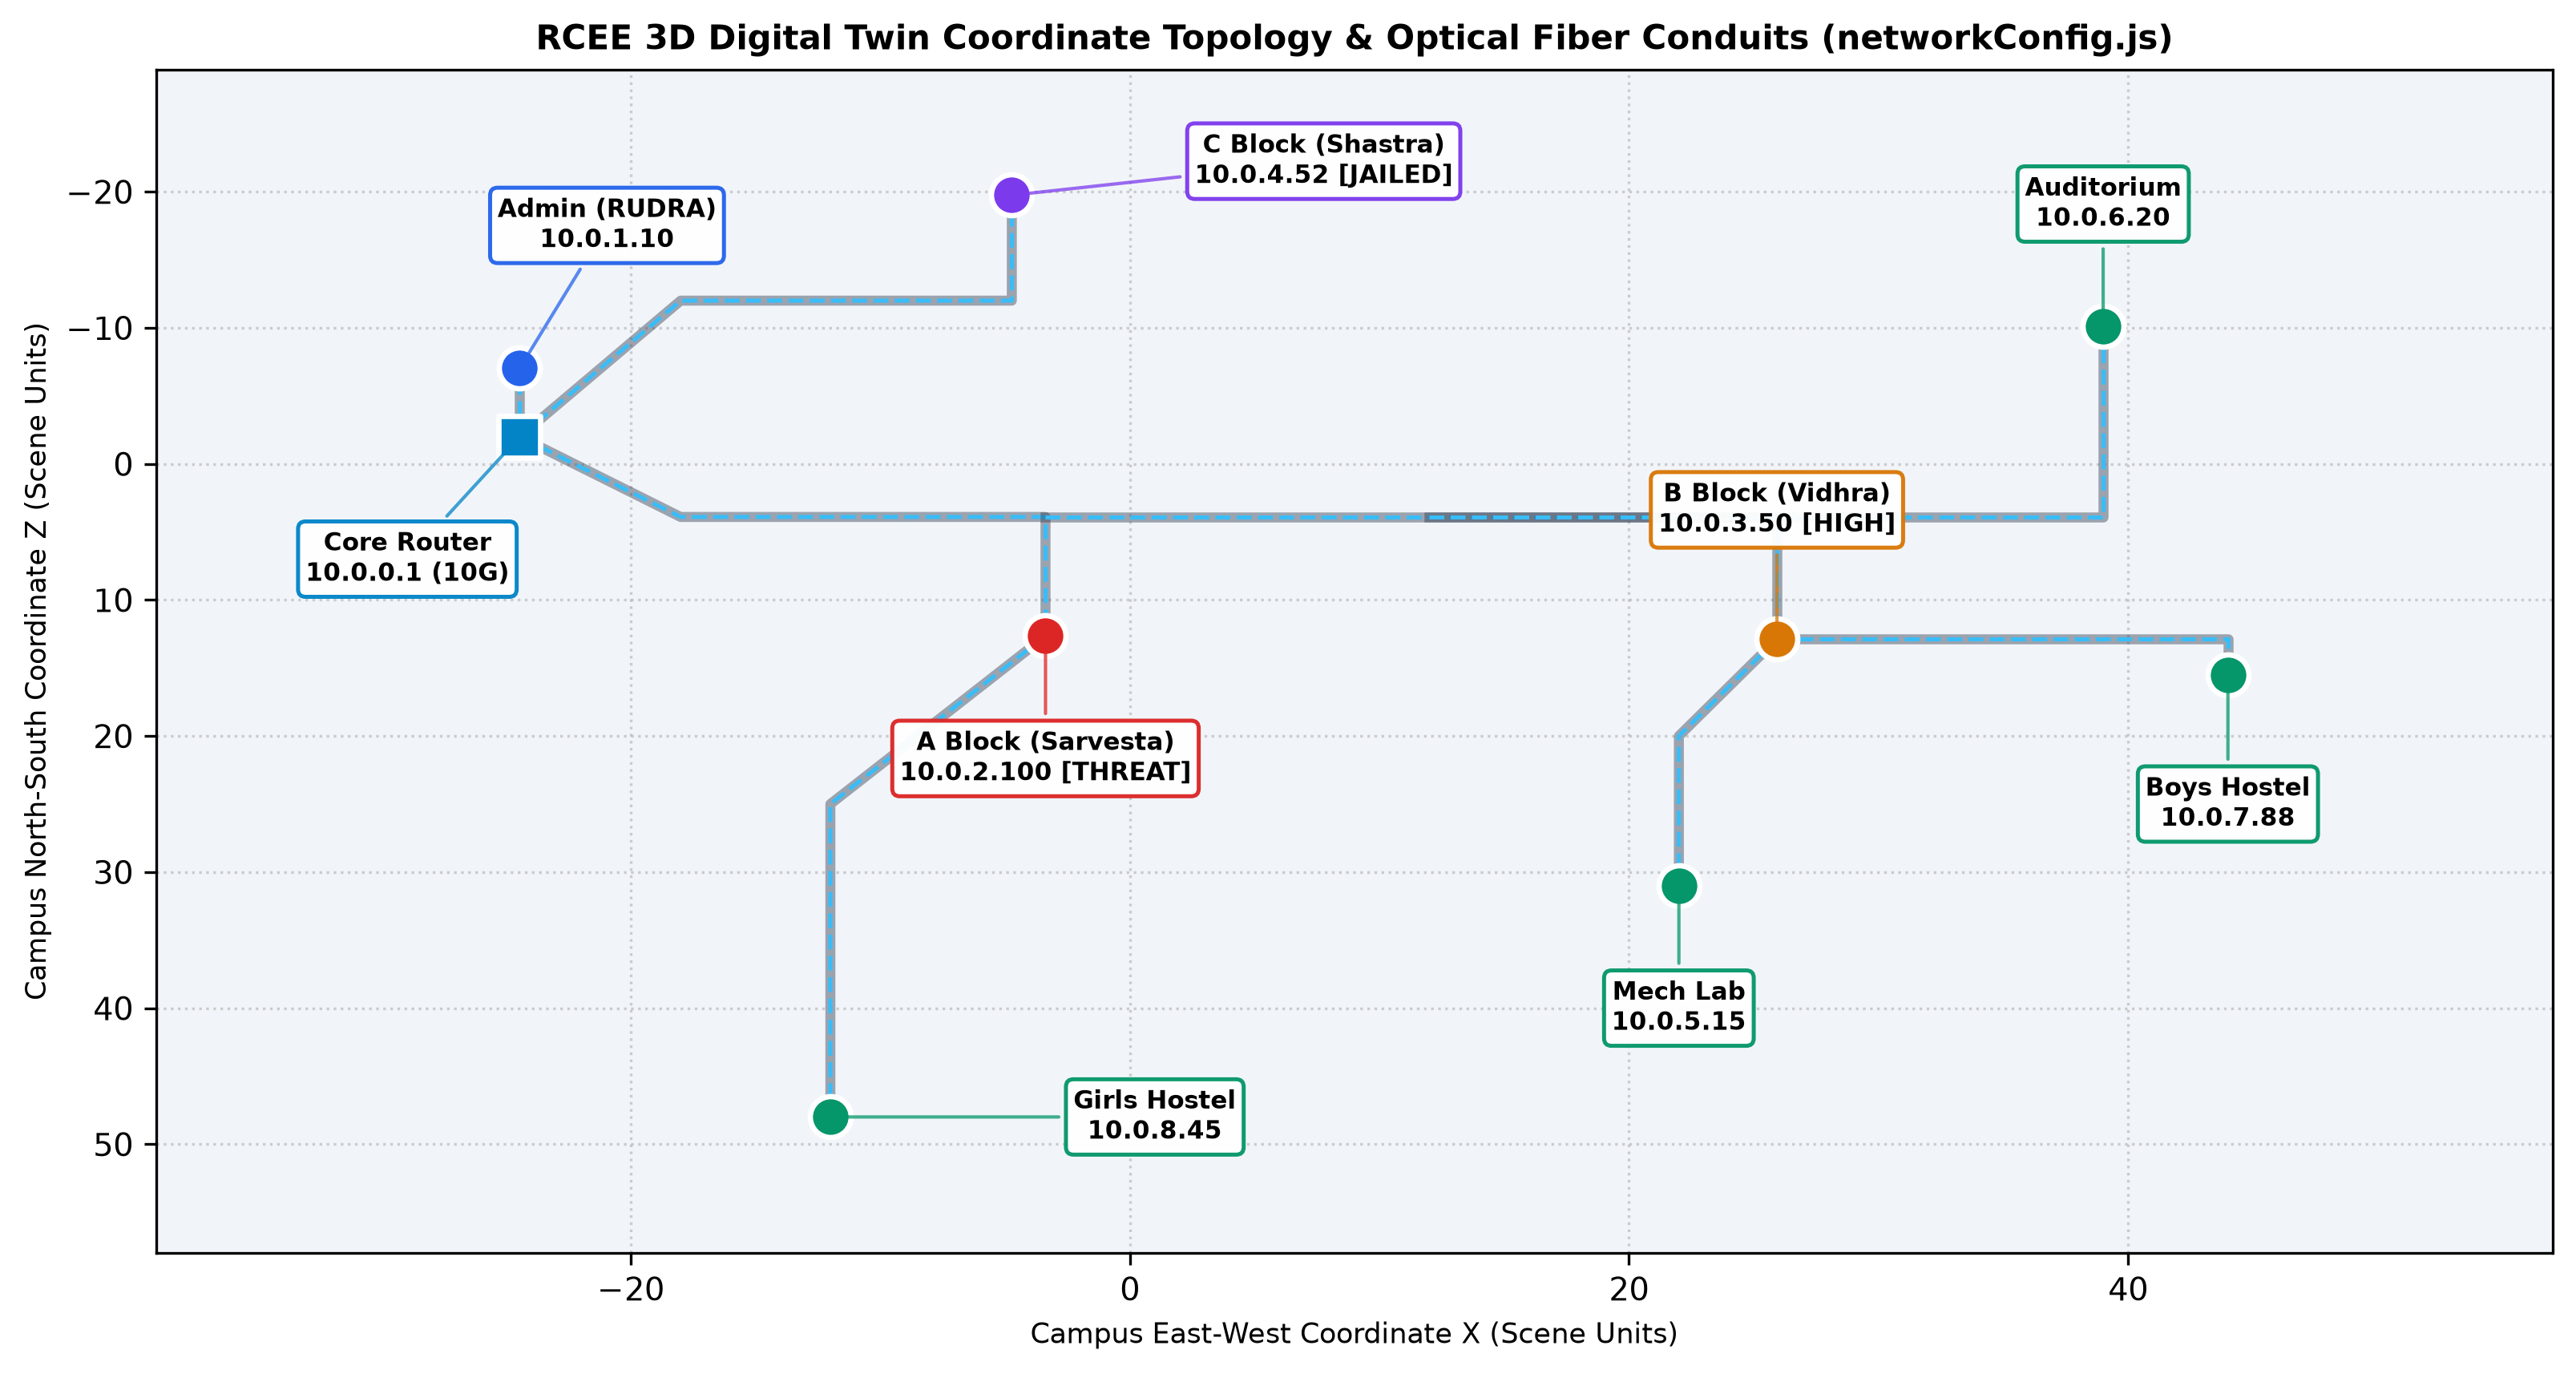 RCEE 3D Digital Twin Coordinate Topology & Optical Fiber Conduits (networkConfig.js)
C Block (Shastra)
10.0.4.52 [JAILED]
Auditorium
10.0.6.20
Admin (RUDRA)
10.0.1.10
B Block (Vidhra)
10.0.3.50 [HIGH]
Core Router
10.0.0.1 (10G)
A Block (Sarvesta)
10.0.2.100 [THREAT]
Boys Hostel
10.0.7.88
Mech Lab
10.0.5.15
Girls Hostel
10.0.8.45
Campus North-South Coordinate Z (Scene Units)
−20
−10
0
10
20
30
40
50
−20
0
20
40
Campus East-West Coordinate X (Scene Units)